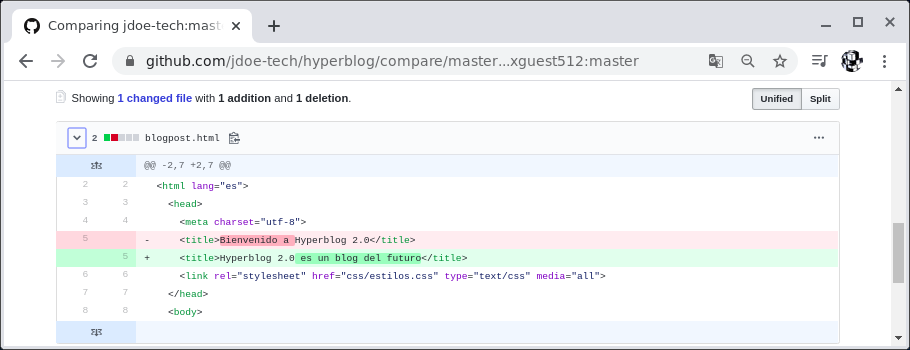 Comparing jdoe-tech:mast
github.com/jdoe-tech/hyperblog/compare/master...xguest512:master
Showing 1 changed file with 1 addition and 1 deletion.
Unified Split
2 blogpost.html
@@ -2,7 +2,7 @@
2 2 <html lang="es">
3 3 <head>
4 4 <meta charset="utf-8">
5 - <title>Bienvenido a Hyperblog 2.0</title>
5 + <title>Hyperblog 2.0 es un blog del futuro</title>
6 6 <link rel="stylesheet" href="css/estilos.css" type="text/css" media="all">
7 7 </head>
8 8 <body>